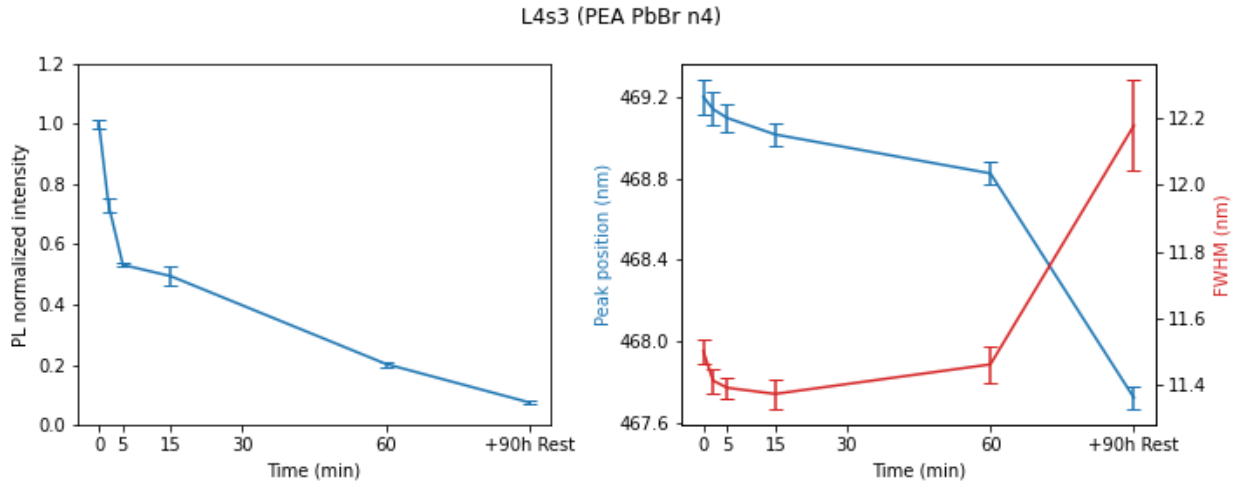 L4s3 (PEA PbBr n4)
PL normalized intensity
1.2
1.0
0.8
0.6
0.4
0.2
0.0
0 5 15 30 60 +90h Rest
Time (min)
Peak position (nm)
469.2
468.8
468.4
468.0
467.6
0 5 15 30 60 +90h Rest
Time (min)
12.2
12.0
11.8
11.6
11.4
FWHM (nm)